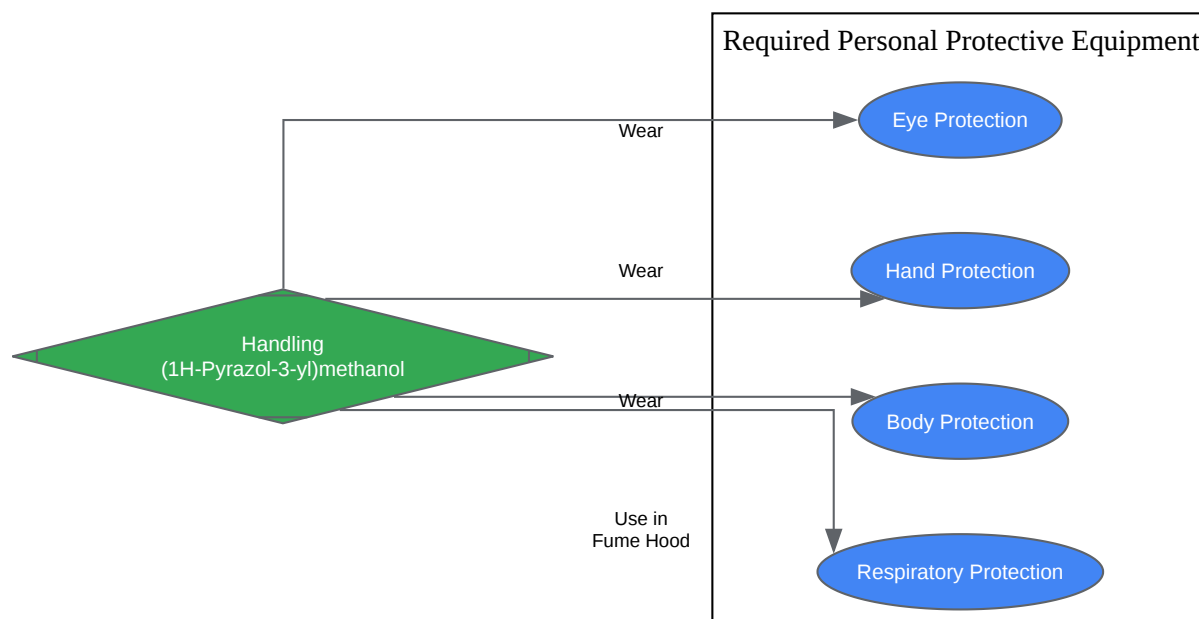 Required Personal Protective Equipment
Eye Protection
Wear
Wear
Hand Protection
Handling
(1H-Pyrazol-3-yl)methanol
Wear
Body Protection
Use in
Fume Hood
Respiratory Protection